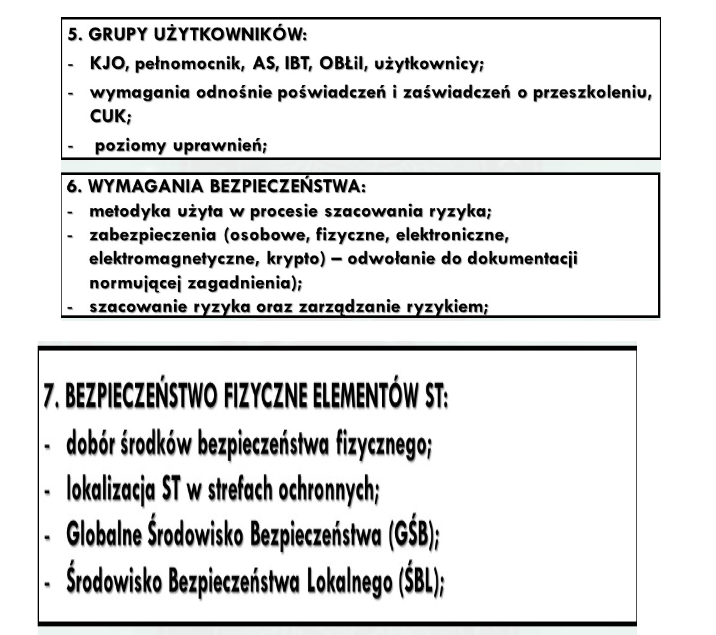 5. GRUPY UŻYTKOWNIKÓW:
- KJO, pełnomocnik, AS, IBT, OBŁiI, użytkownicy;
- wymagania odnośnie poświadczeń i zaświadczeń o przeszkoleniu,
CUK;
- poziomy uprawnień;
6. WYMAGANIA BEZPIECZEŃSTWA:
- metodyka użyta w procesie szacowania ryzyka;
- zabezpieczenia (osobowe, fizyczne, elektroniczne,
elektromagnetyczne, krypto) – odwołanie do dokumentacji
normującej zagadnienia);
- szacowanie ryzyka oraz zarządzanie ryzykiem;
7. BEZPIECZEŃSTWO FIZYCZNE ELEMENTÓW ST:
- dobór środków bezpieczeństwa fizycznego;
- lokalizacja ST w strefach ochronnych;
- Globalne Środowisko Bezpieczeństwa (GŚB);
- Środowisko Bezpieczeństwa Lokalnego (ŚBL);